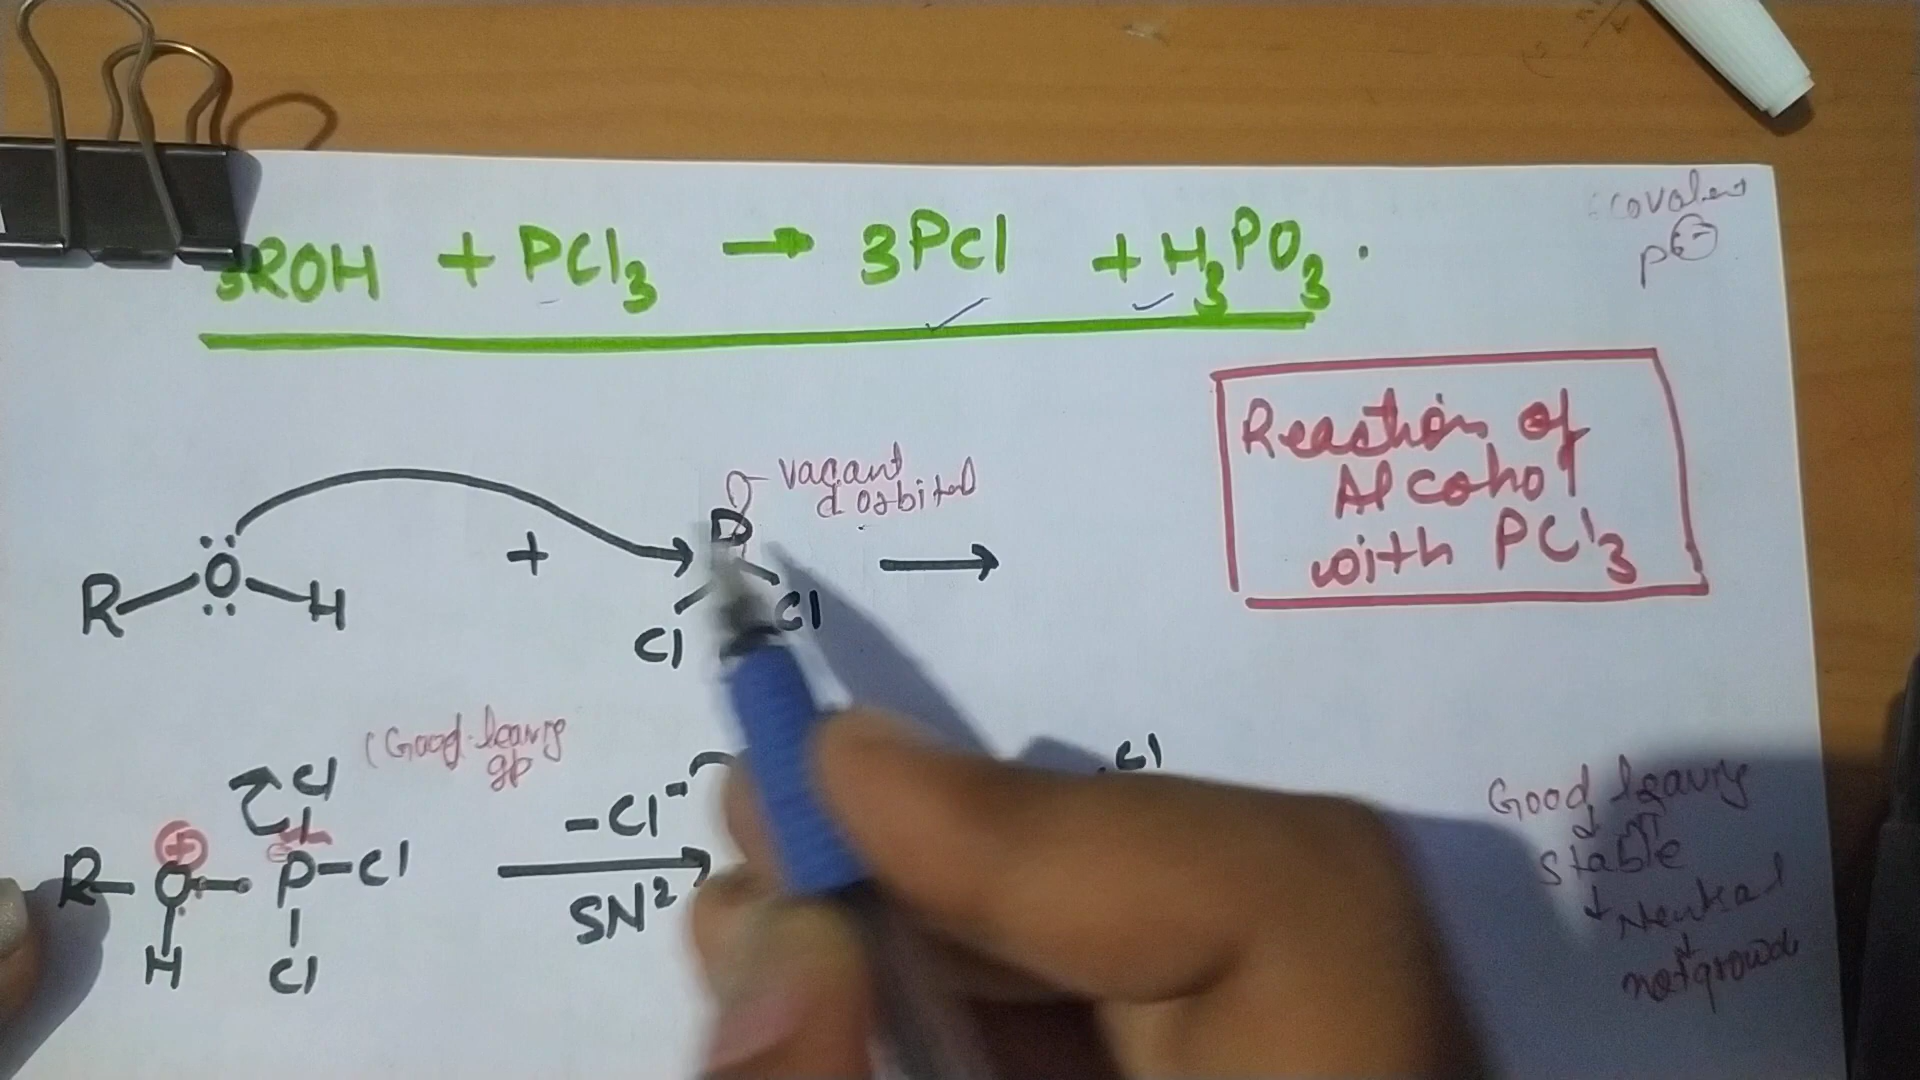 3ROH + PCl3 → 3PCl + H3PO3.
covalent
P
Reaction of
Alcohol
with PCl3
vacant
d orbital
R O H + P Cl Cl →
(Good leaving
gp
Cl
R-O-P-Cl
H Cl
-Cl-
SN2
Cl
Good leaving
stable
+ Neutral
+